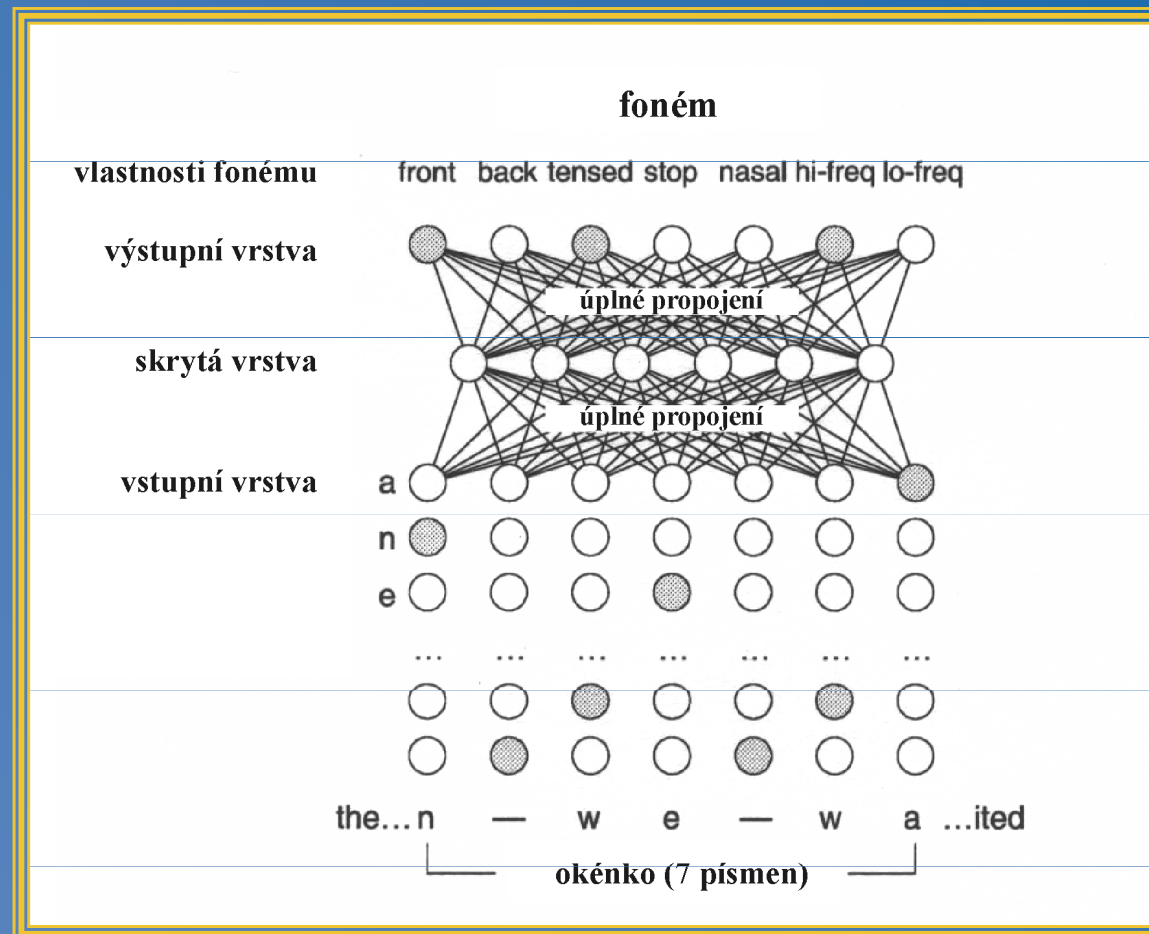 foném
vlastnosti fonému front back tensed stop nasal hi-freq lo-freq
výstupní vrstva
úplné propojení
skrytá vrstva
úplné propojení
vstupní vrstva a
n
e
... ... ... ... ... ... ...
the...n — w e — w a ...ited
okénko (7 písmen)